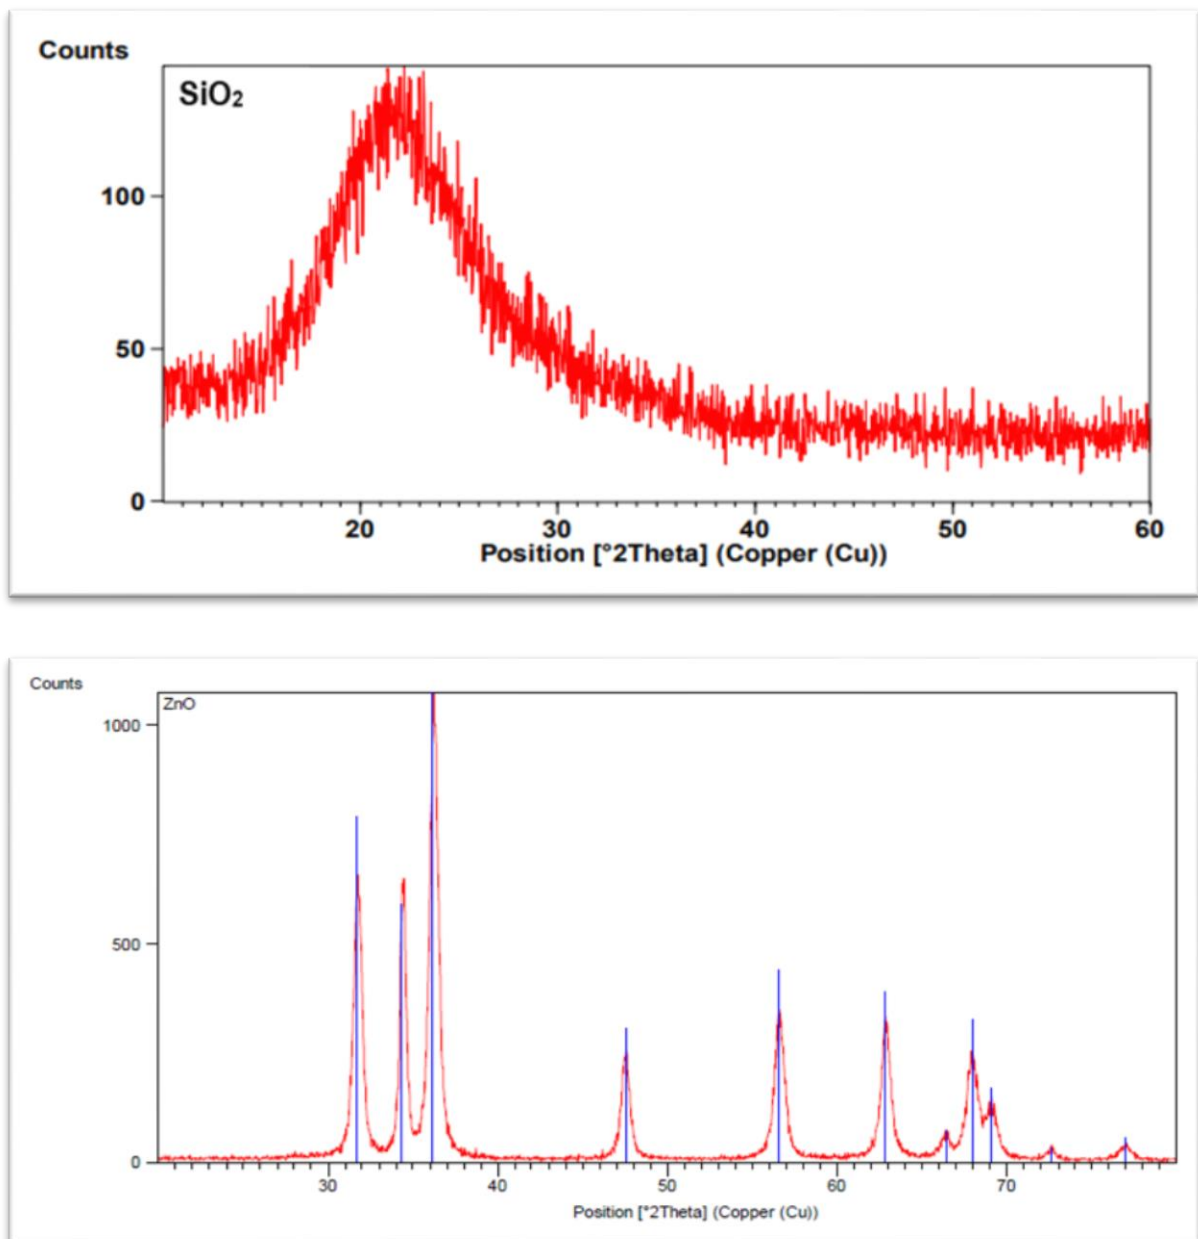 Counts
SiO₂
100
50
0
20 30 40 50 60
Position [°2Theta] (Copper (Cu))
Counts
ZnO
1000
500
0
30 40 50 60 70
Position [°2Theta] (Copper (Cu))